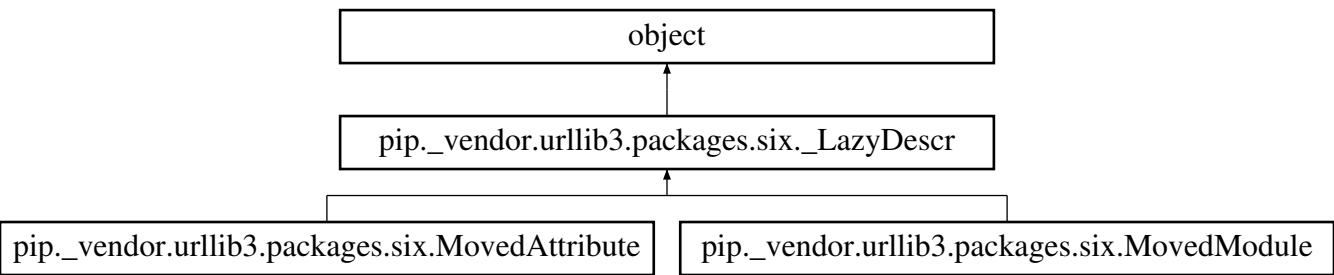 object
pip._vendor.urllib3.packages.six._LazyDescr
pip._vendor.urllib3.packages.six.MovedAttribute
pip._vendor.urllib3.packages.six.MovedModule